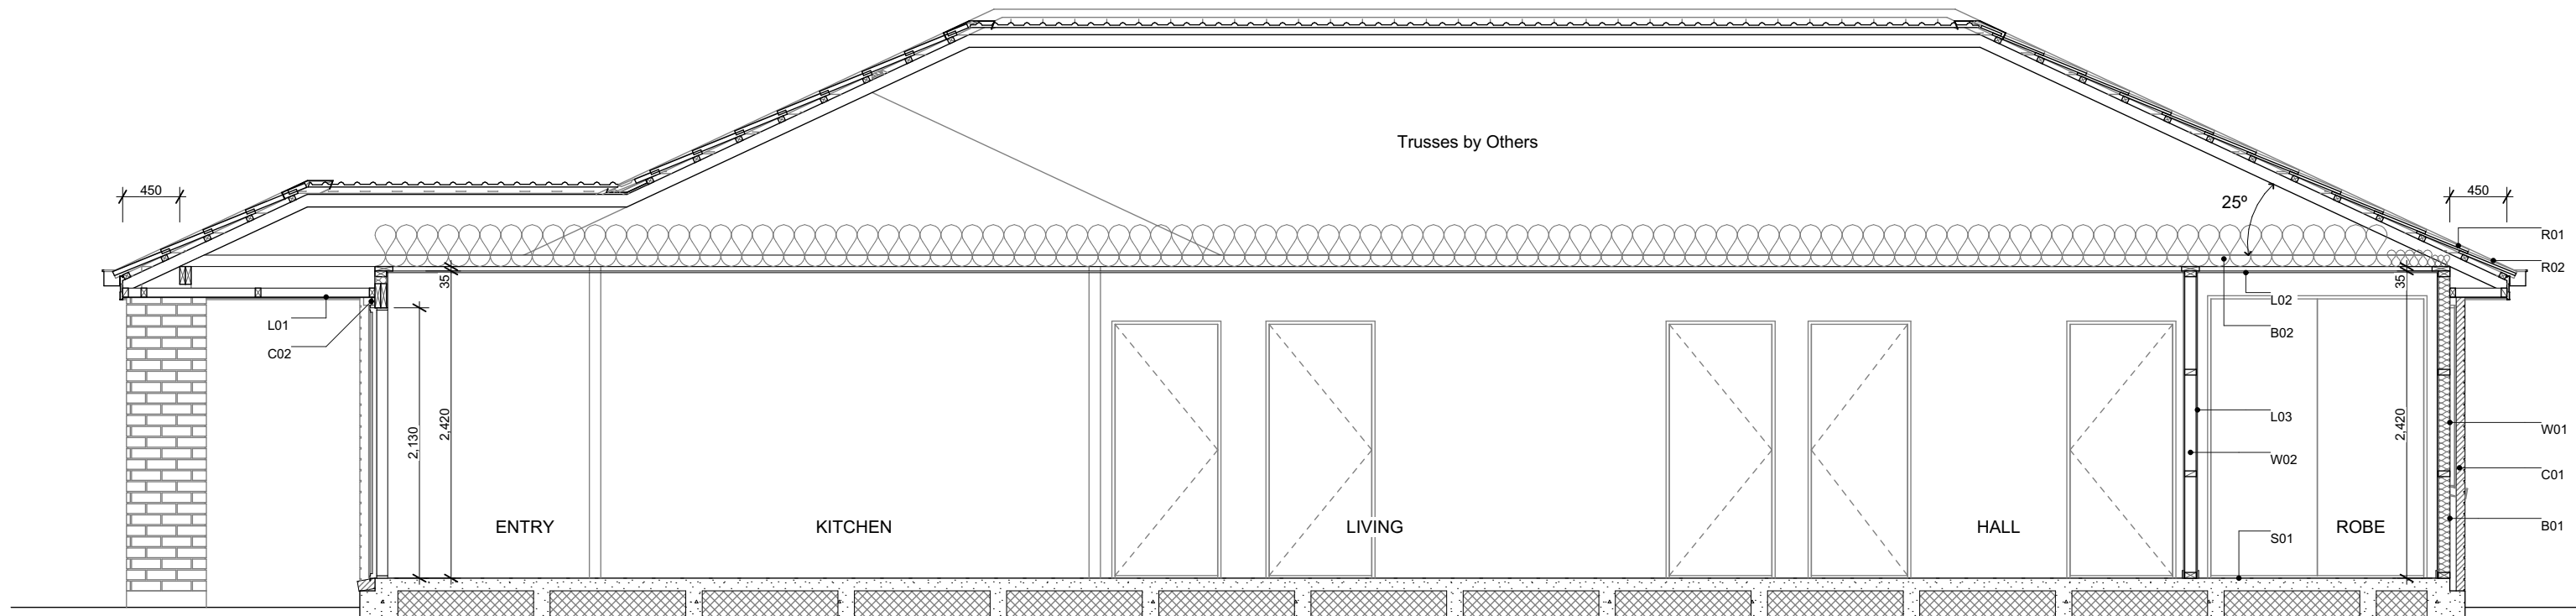 Trusses by Others
450
450
25º
R01
R02
35
35
L02
L01
B02
C02
2,130
2,420
2,420
L03
W01
W02
C01
ENTRY
KITCHEN
LIVING
HALL
ROBE
B01
S01